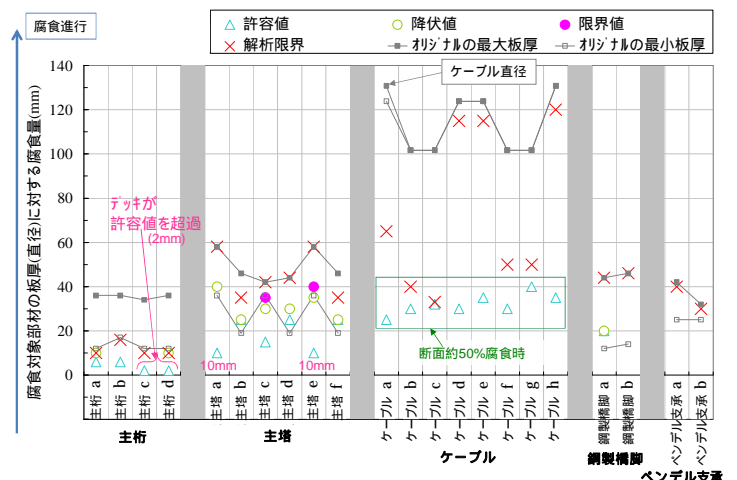 腐食進行
許容値
降伏値
限界値
解析限界
オリジナルの最大板厚
オリジナルの最小板厚
腐食対象部材の板厚(直径)に対する腐食量(mm)
140
120
100
80
60
40
20
0
ケーブル直径
デッキが
許容値を超過
(2mm)
10mm
10mm
断面約50%腐食時
主桁 a
主桁 b
主桁 c
主桁 d
主塔 a
主塔 b
主塔 c
主塔 d
主塔 e
主塔 f
ケーブル a
ケーブル b
ケーブル c
ケーブル d
ケーブル e
ケーブル f
ケーブル g
ケーブル h
鋼製橋脚 a
鋼製橋脚 b
ペンデル支承 a
ペンデル支承 b
主桁
主塔
ケーブル
鋼製橋脚
ペンデル支承